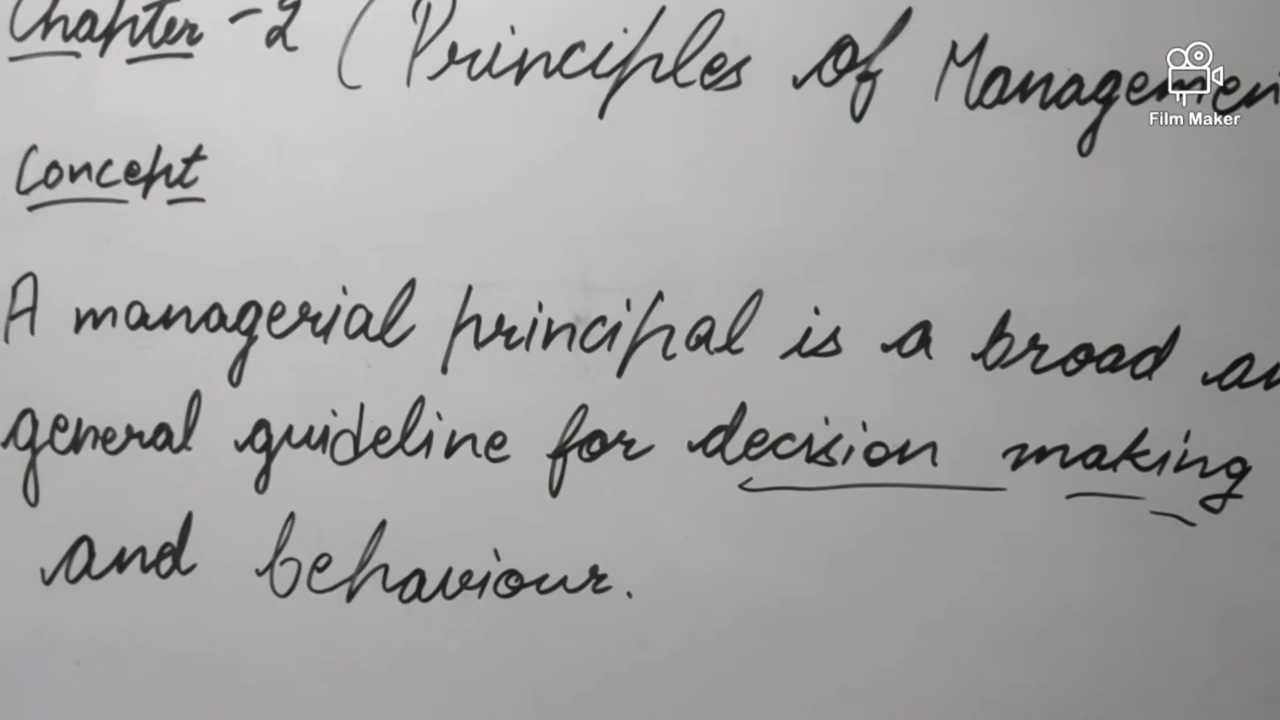 Chapter - 2 (Principles of Managemen
Film Maker
Concept
A managerial principal is a broad an
general guideline for decision making
and behaviour.